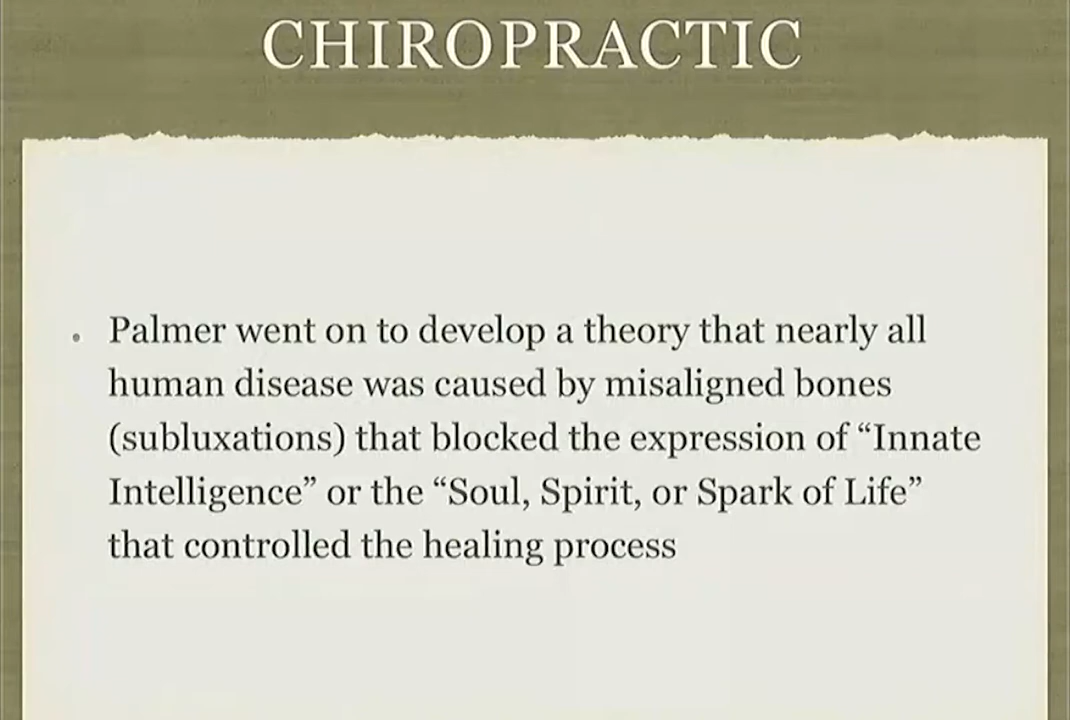 CHIROPRACTIC
• Palmer went on to develop a theory that nearly all
human disease was caused by misaligned bones
(subluxations) that blocked the expression of “Innate
Intelligence” or the “Soul, Spirit, or Spark of Life”
that controlled the healing process